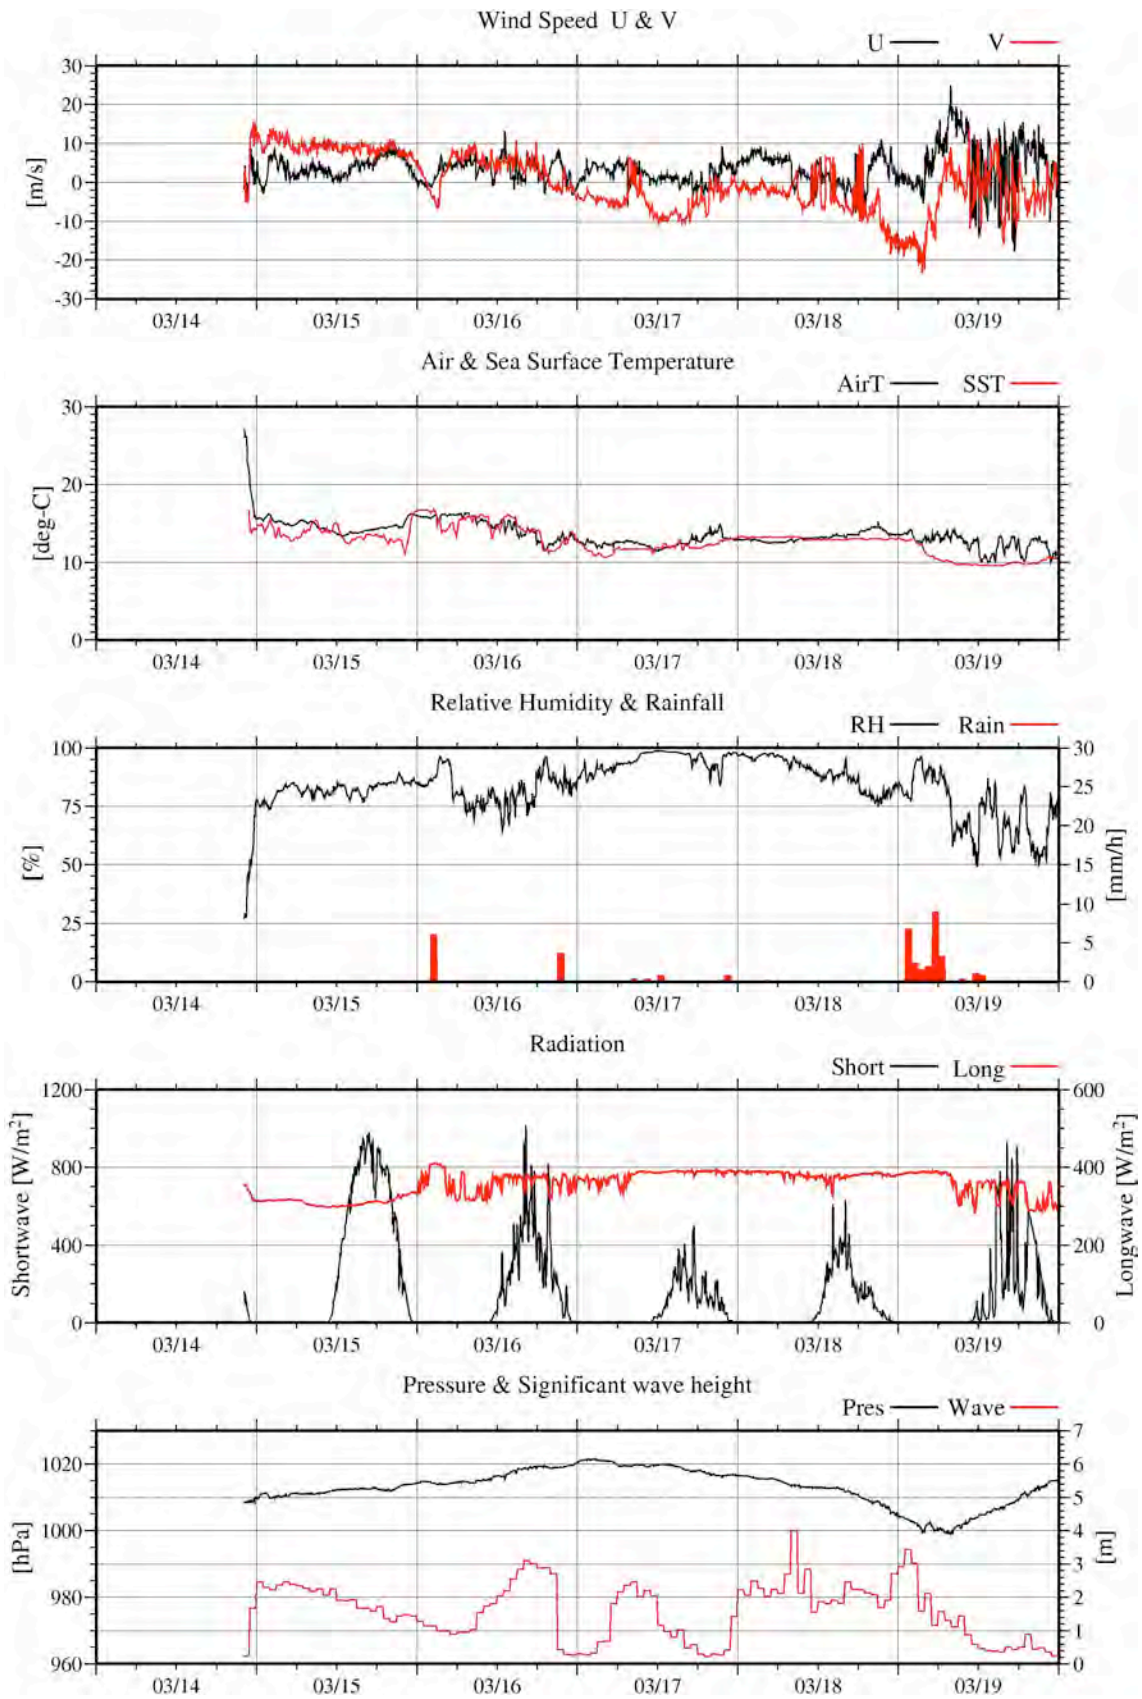 Wind Speed U & V
U V
30
20
10
0
-10
-20
-30
[m/s]
03/14 03/15 03/16 03/17 03/18 03/19
Air & Sea Surface Temperature
AirT SST
30
20
10
0
[deg-C]
03/14 03/15 03/16 03/17 03/18 03/19
Relative Humidity & Rainfall
RH Rain
100 30
25
75
20
50 15
10
25
5
0 0
[%] [mm/h]
03/14 03/15 03/16 03/17 03/18 03/19
Radiation
Short Long
1200 600
800 400
400 200
0 0
Shortwave [W/m²] Longwave [W/m²]
03/14 03/15 03/16 03/17 03/18 03/19
Pressure & Significant wave height
Pres Wave
7
1020 6
5
1000 4
3
980 2
1
960 0
[hPa] [m]
03/14 03/15 03/16 03/17 03/18 03/19